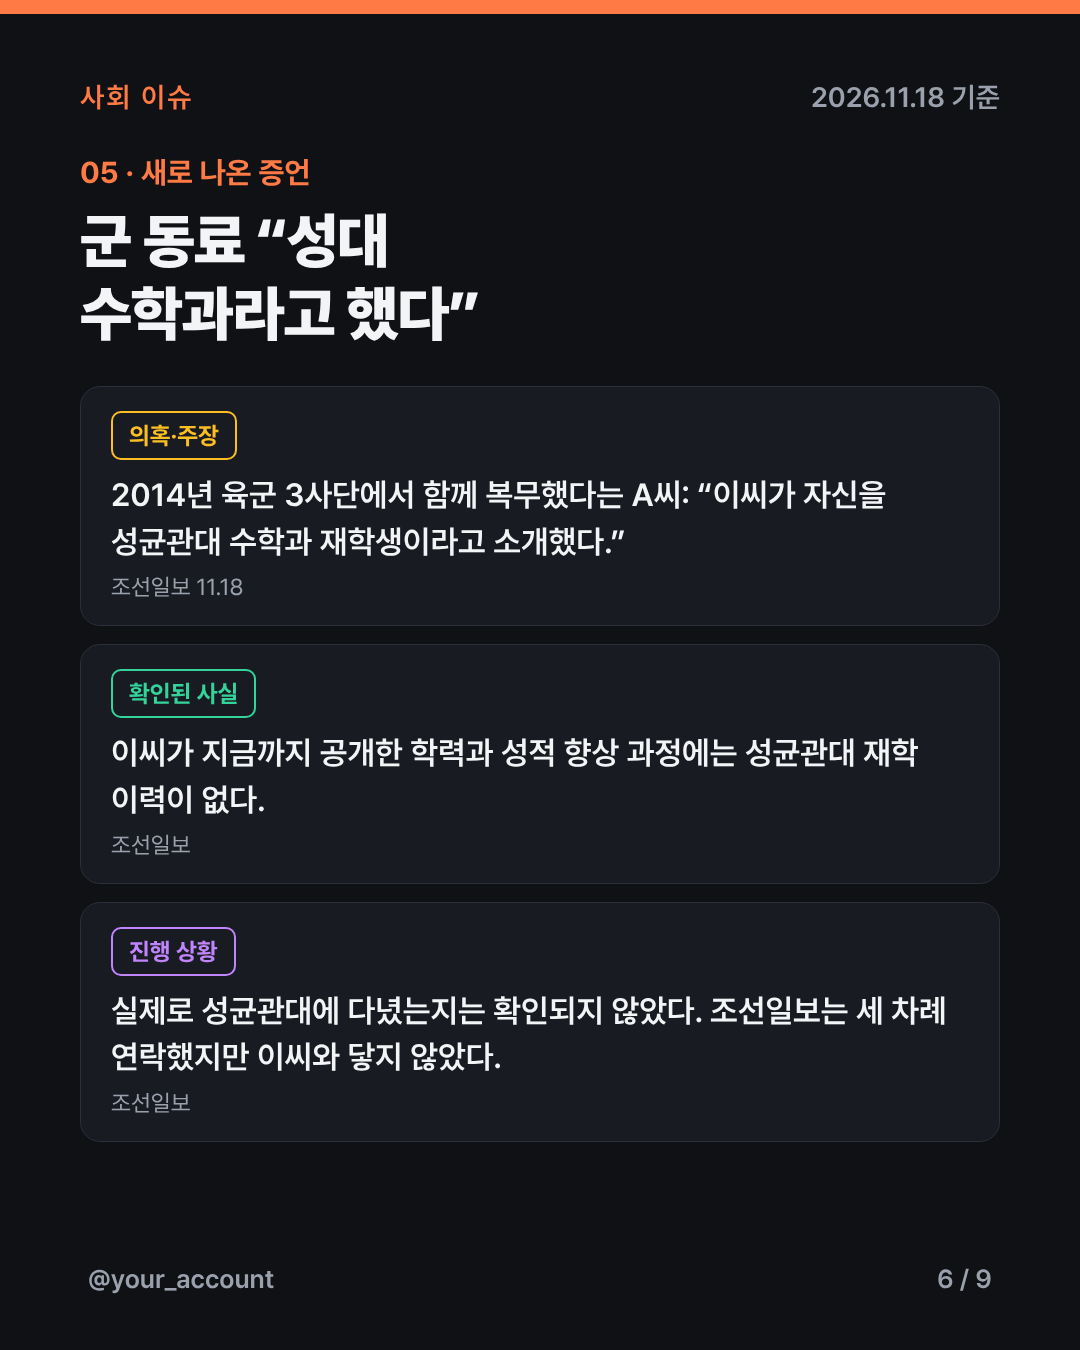 사회 이슈
2026.11.18 기준
05 · 새로 나온 증언
군 동료 “성대
수학과라고 했다”
의혹·주장
2014년 육군 3사단에서 함께 복무했다는 A씨: “이씨가 자신을
성균관대 수학과 재학생이라고 소개했다.”
조선일보 11.18
확인된 사실
이씨가 지금까지 공개한 학력과 성적 향상 과정에는 성균관대 재학
이력이 없다.
조선일보
진행 상황
실제로 성균관대에 다녔는지는 확인되지 않았다. 조선일보는 세 차례
연락했지만 이씨와 닿지 않았다.
조선일보
@your_account
6 / 9